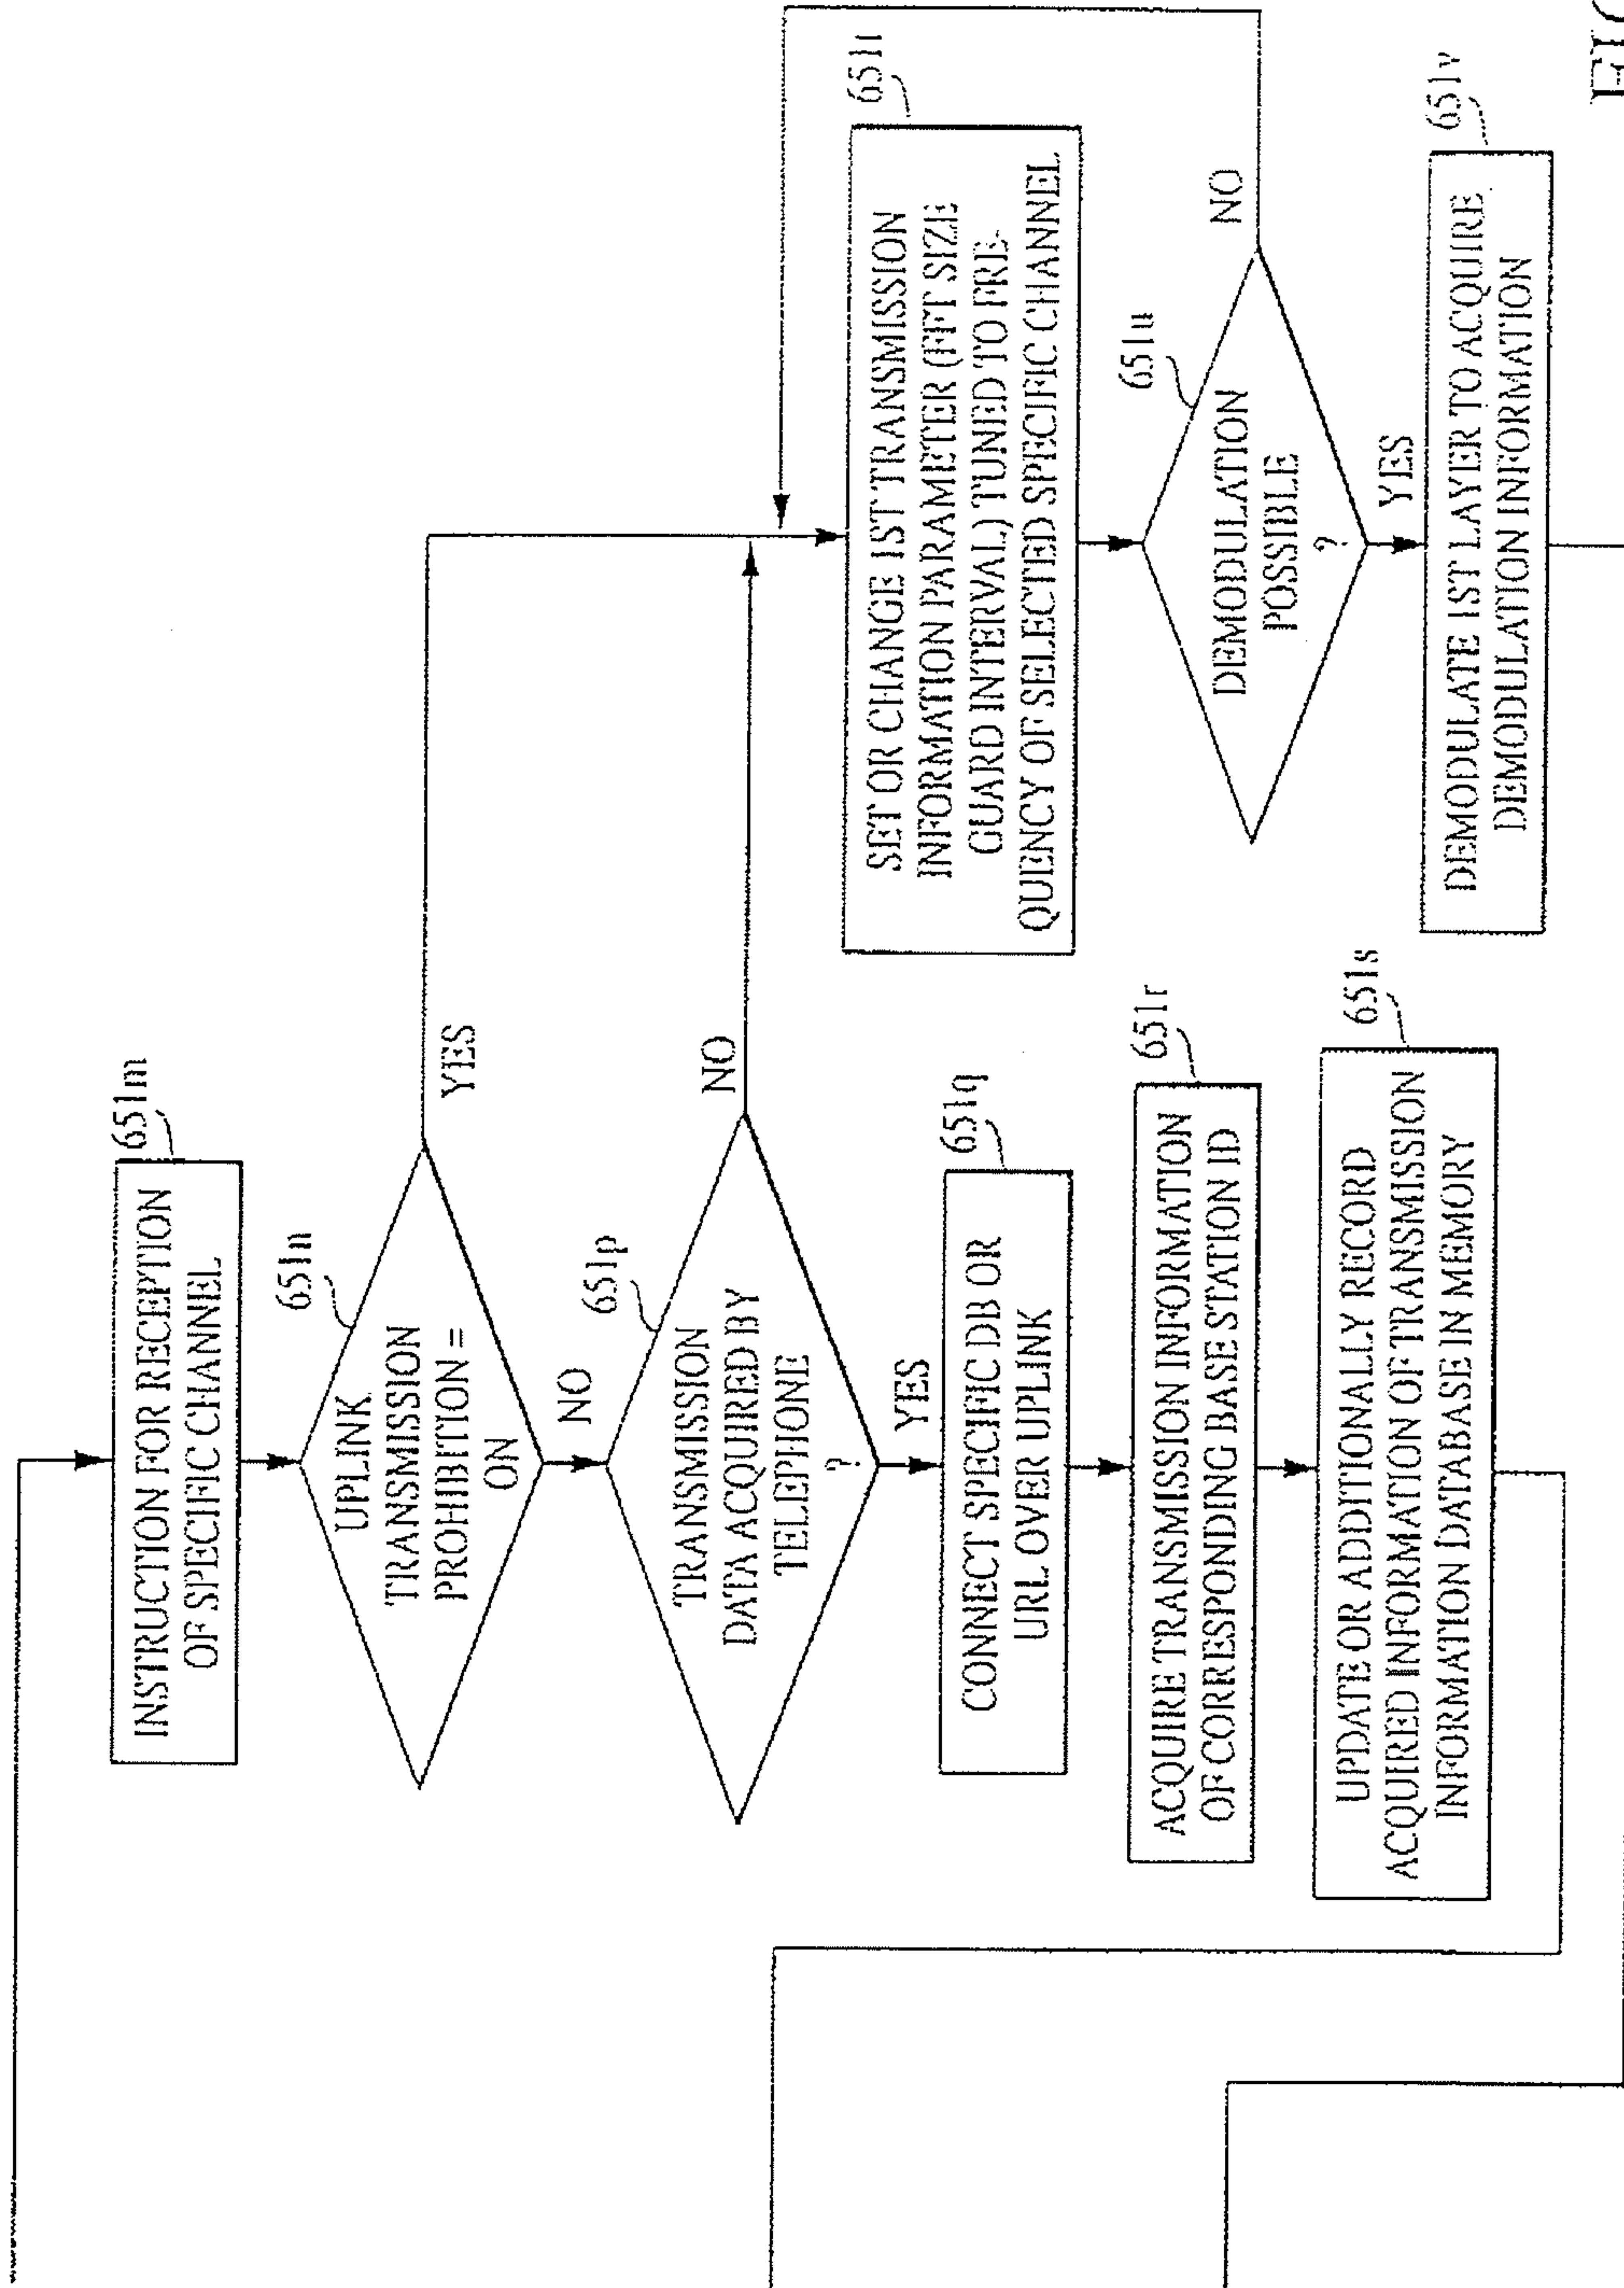 651m
INSTRUCTION FOR RECEPTION
OF SPECIFIC CHANNEL
651n
UPLINK
TRANSMISSION
PROHIBITION =
ON
YES
NO
651p
TRANSMISSION
DATA ACQUIRED BY
TELEPHONE
?
NO
YES
651q
CONNECT SPECIFIC DB OR
URL OVER UPLINK
651r
ACQUIRE TRANSMISSION INFORMATION
OF CORRESPONDING BASE STATION ID
651s
UPDATE OR ADDITIONALLY RECORD
ACQUIRED INFORMATION OF TRANSMISSION
INFORMATION DATABASE IN MEMORY
651t
SET OR CHANGE 1ST TRANSMISSION
INFORMATION PARAMETER (FFT SIZE
GUARD INTERVAL) TUNED TO FRE-
QUENCY OF SELECTED SPECIFIC CHANNEL
651u
DEMODULATION
POSSIBLE
?
NO
YES
651v
DEMODULATE 1ST LAYER TO ACQUIRE
DEMODULATION INFORMATION